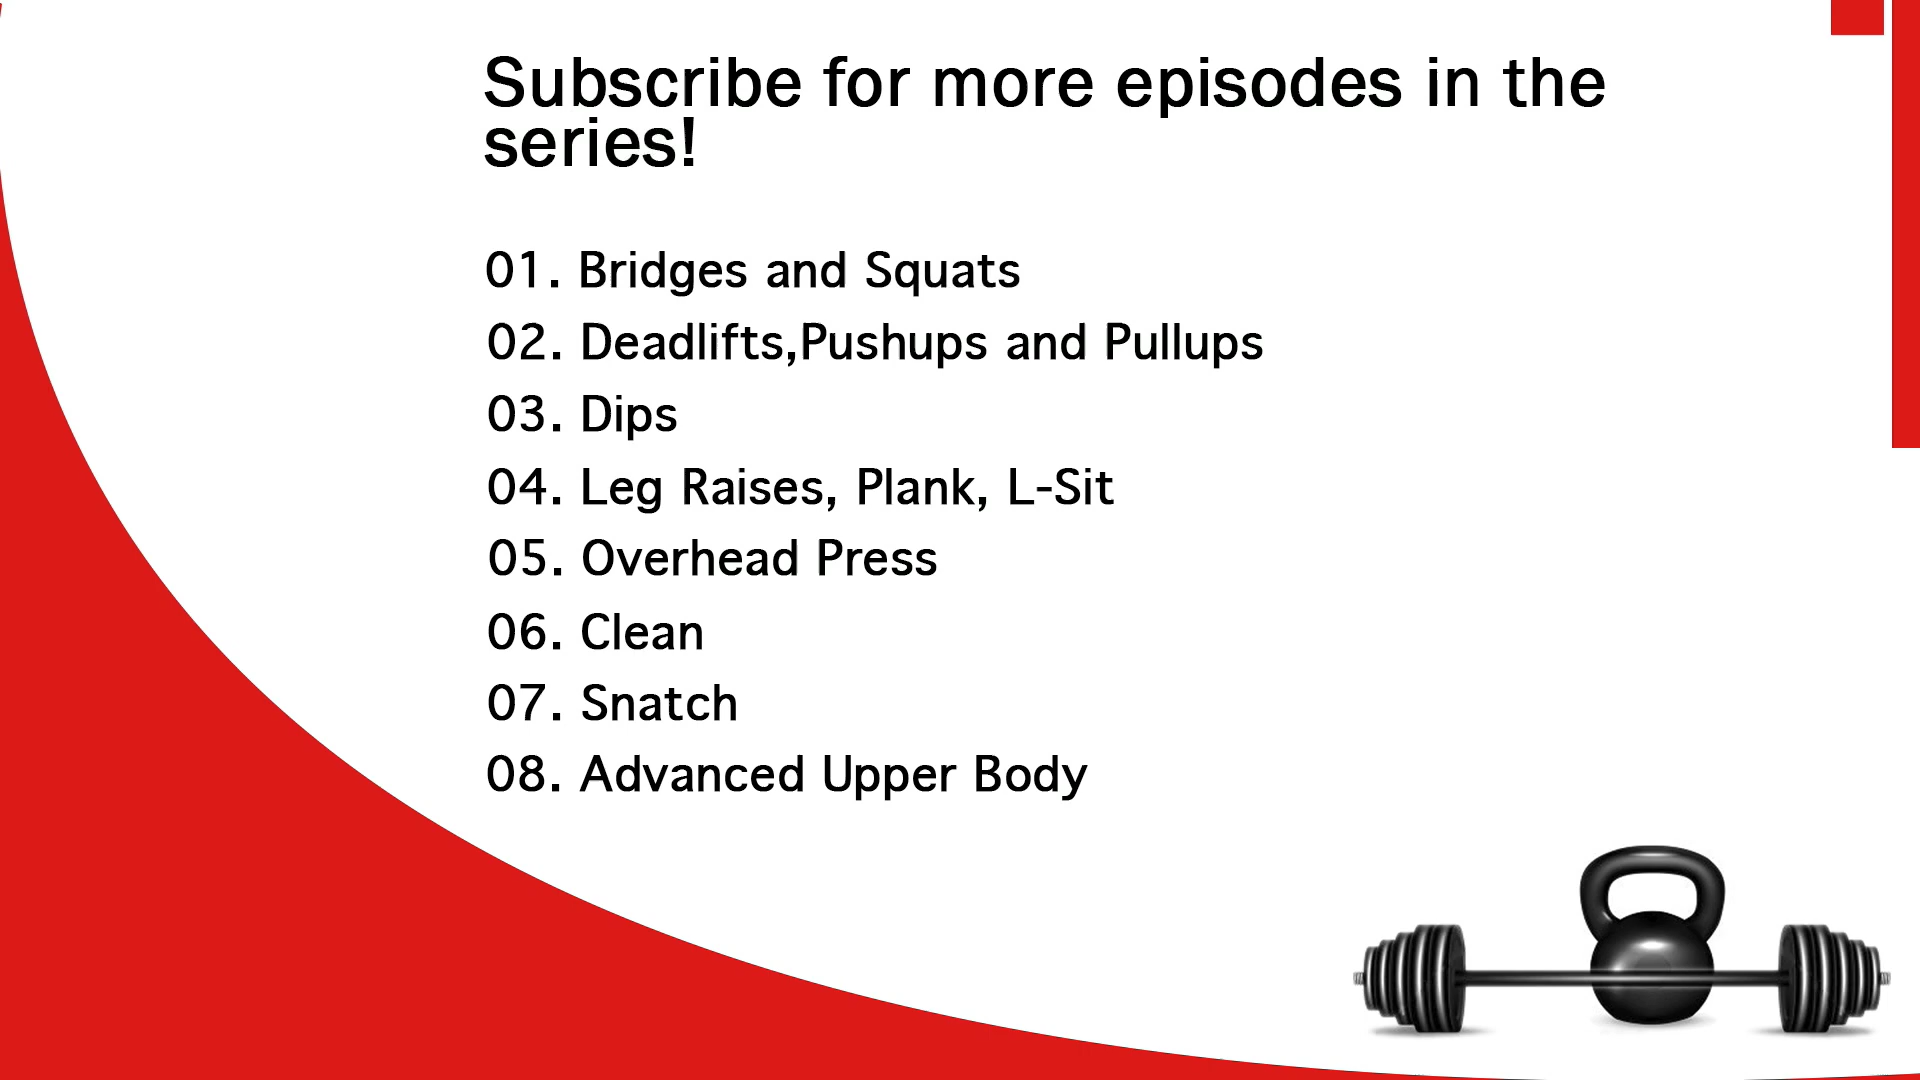 Subscribe for more episodes in the
series!
01. Bridges and Squats
02. Deadlifts,Pushups and Pullups
03. Dips
04. Leg Raises, Plank, L-Sit
05. Overhead Press
06. Clean
07. Snatch
08. Advanced Upper Body